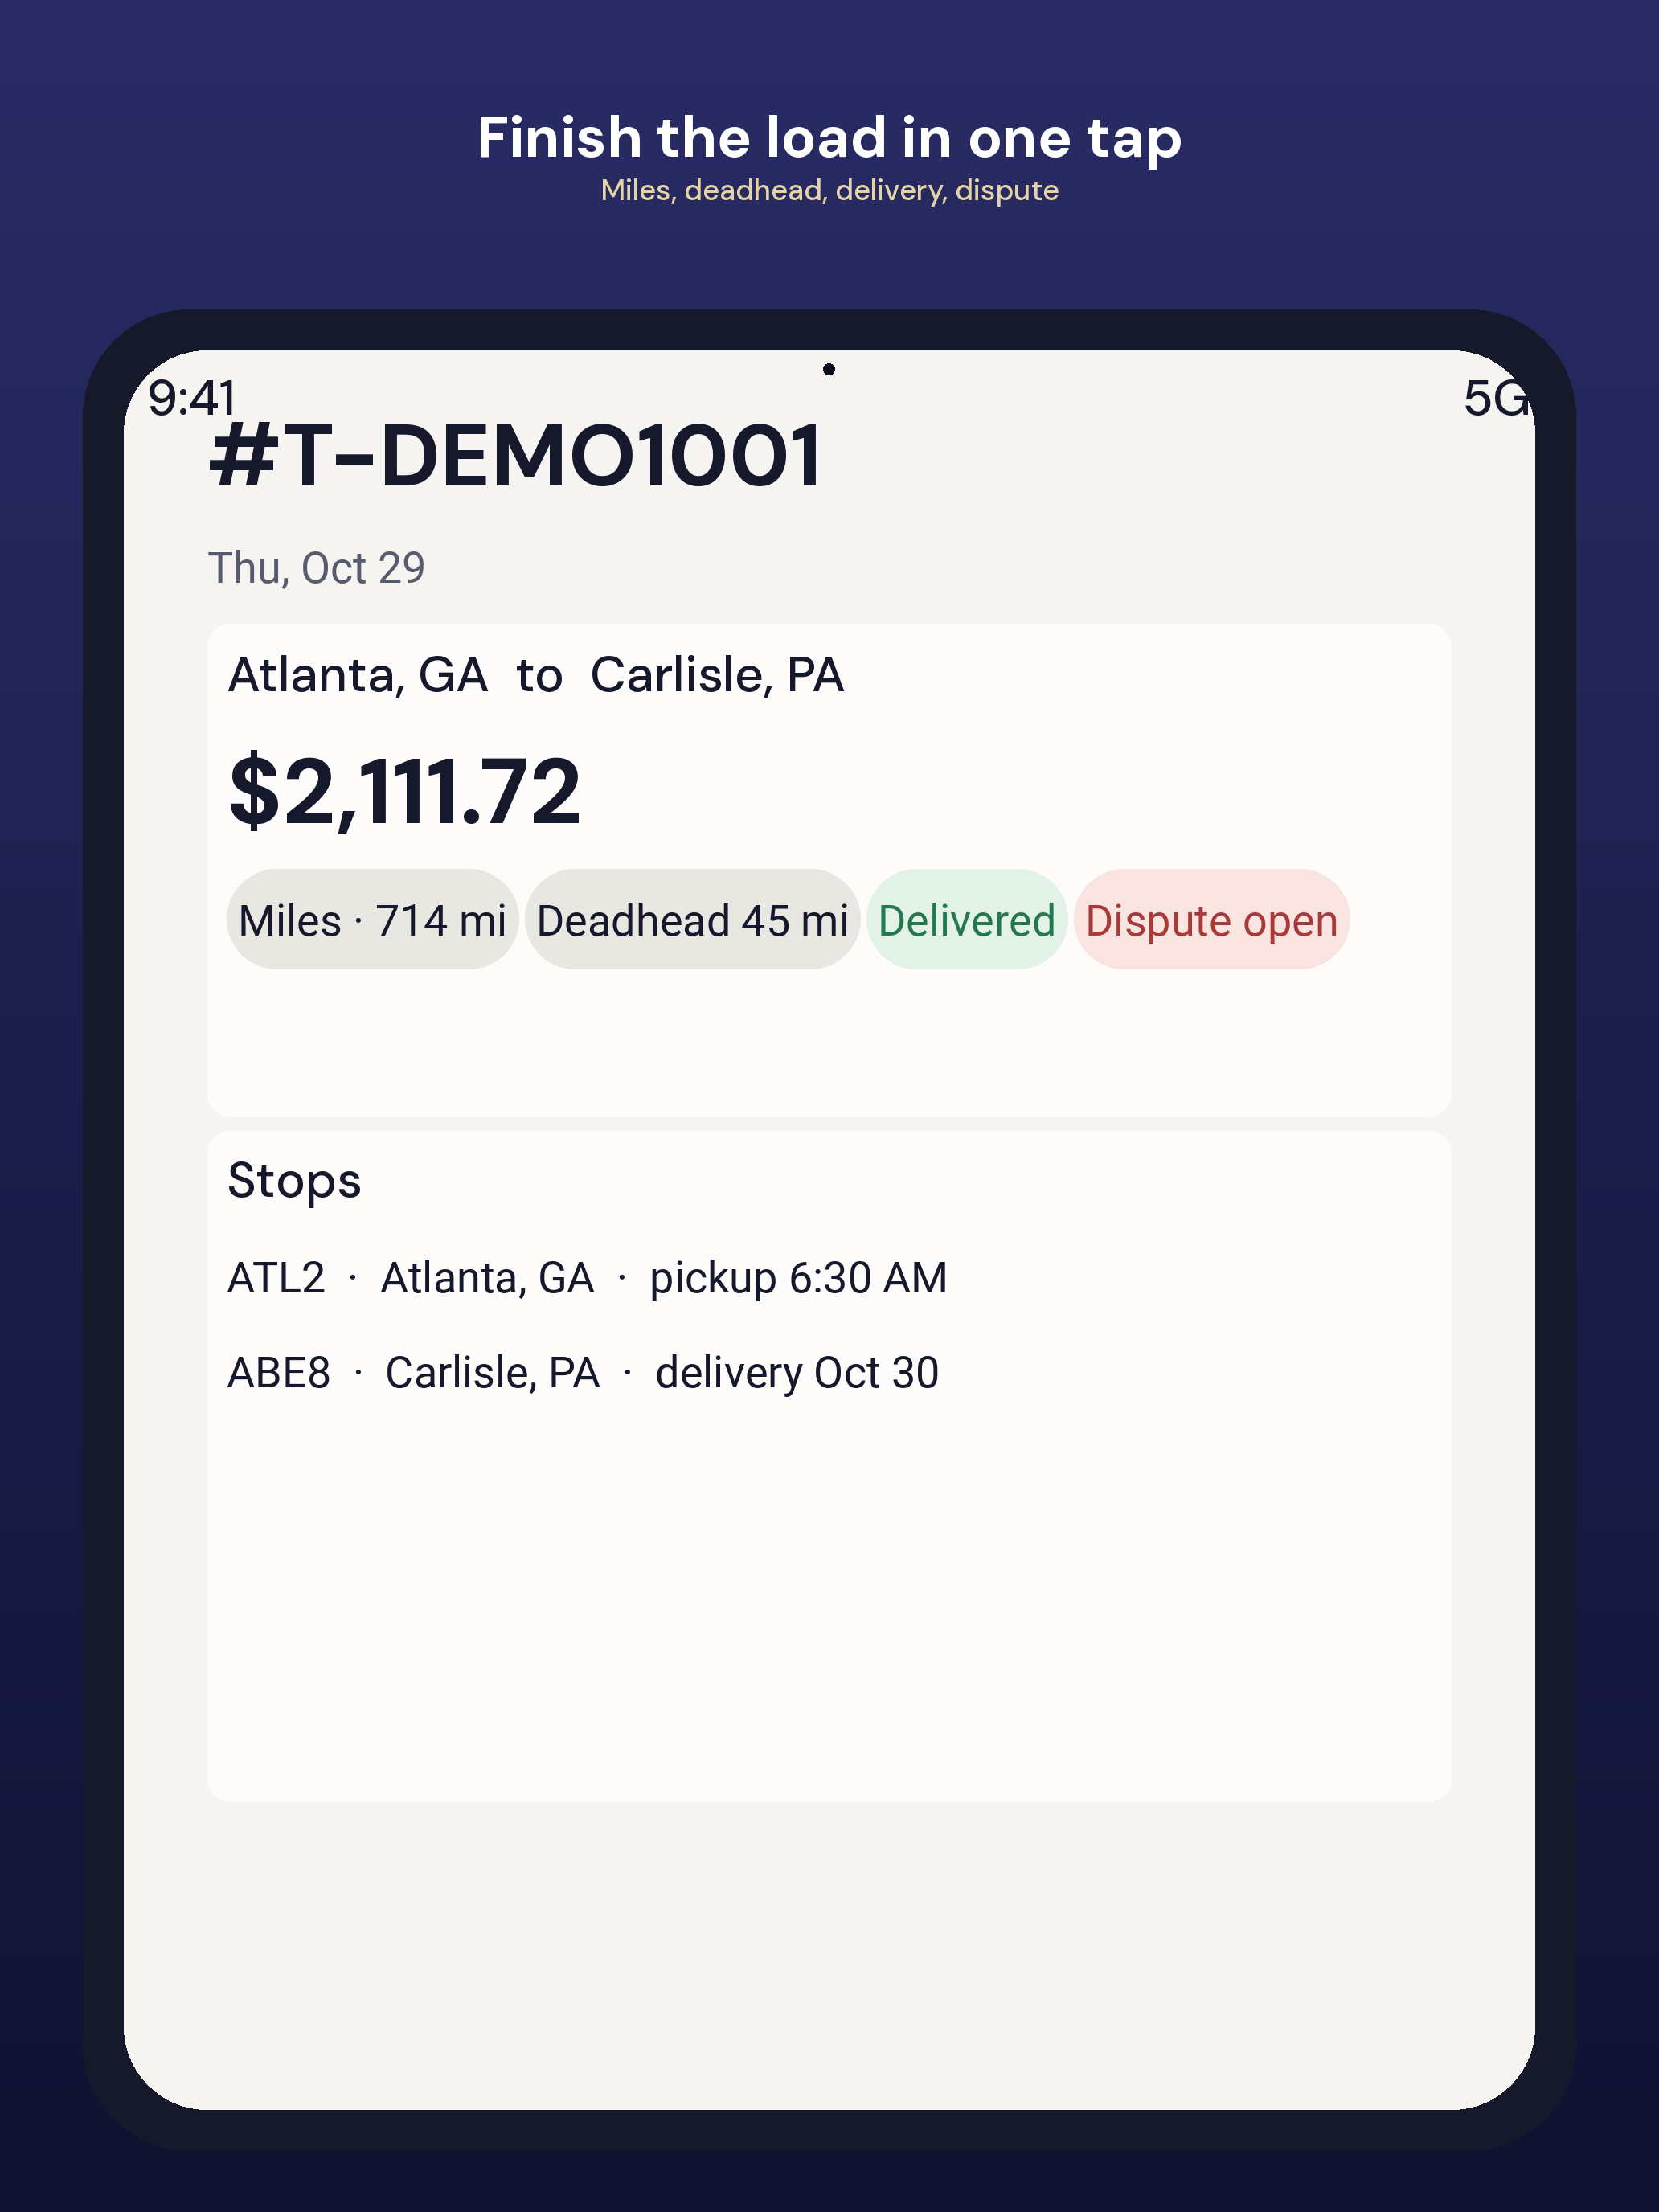 Finish the load in one tap
Miles, deadhead, delivery, dispute
9:41 5G
#T-DEMO1001
Thu, Oct 29
Atlanta, GA to Carlisle, PA
$2,111.72
Miles · 714 mi Deadhead 45 mi Delivered Dispute open
Stops
ATL2 · Atlanta, GA · pickup 6:30 AM
ABE8 · Carlisle, PA · delivery Oct 30